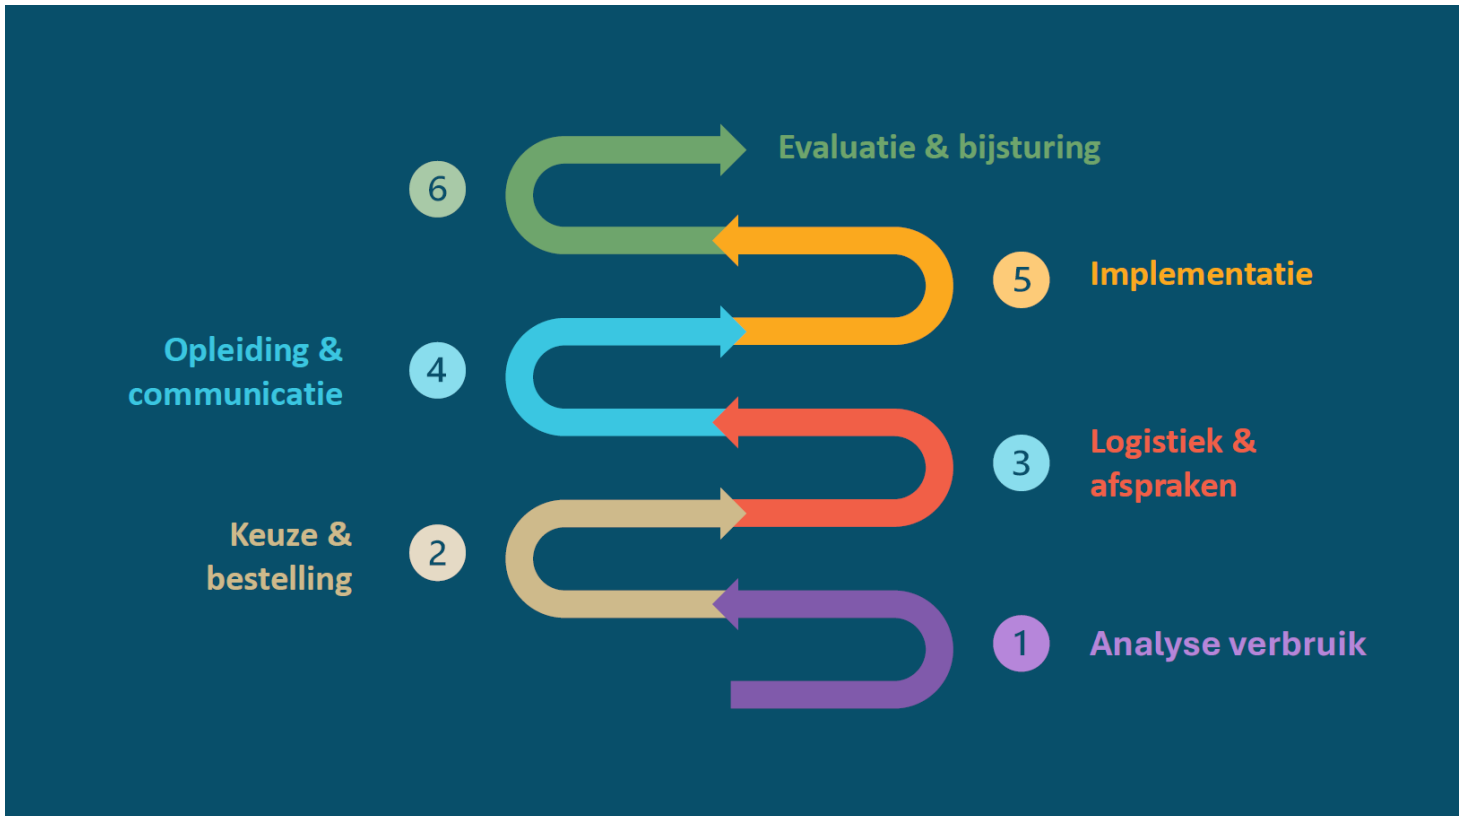 Evaluatie & bijsturing
6
5
Implementatie
Opleiding &
communicatie
4
3
Logistiek &
afspraken
Keuze &
bestelling
2
1
Analyse verbruik